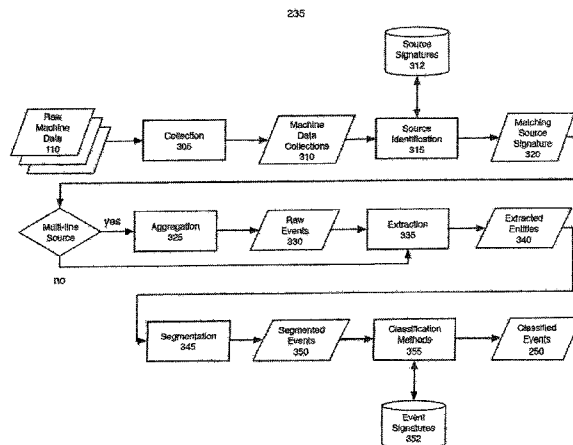 235
Source
Signatures
312
Raw
Machine
Data
110
Collection
305
Machine
Data
Collections
310
Source
Identification
315
Matching
Source
Signature
320
Multi-line
Source
yes
no
Aggregation
325
Raw
Events
330
Extraction
335
Extracted
Entities
340
Segmentation
345
Segmented
Events
350
Classification
Methods
355
Classified
Events
250
Event
Signatures
352